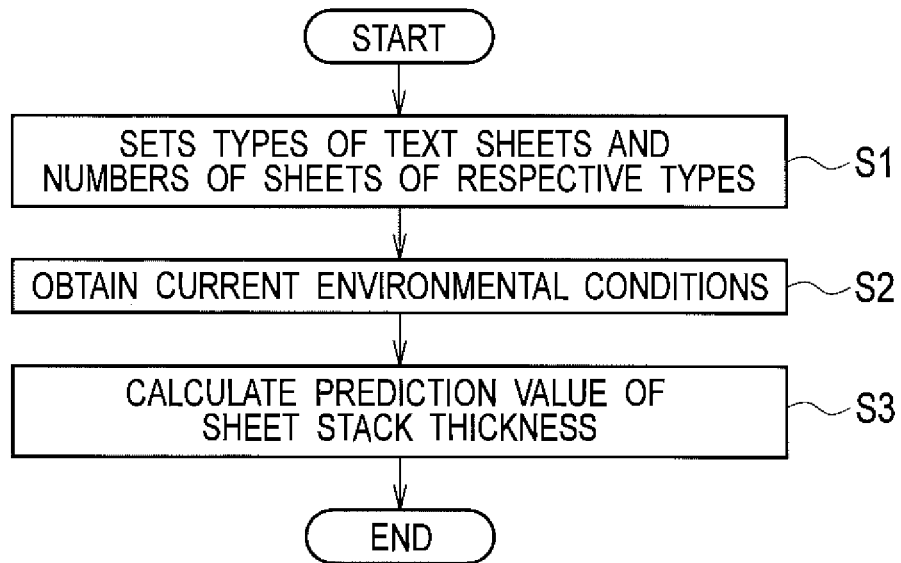 START
SETS TYPES OF TEXT SHEETS AND
NUMBERS OF SHEETS OF RESPECTIVE TYPES
S1
OBTAIN CURRENT ENVIRONMENTAL CONDITIONS
S2
CALCULATE PREDICTION VALUE OF
SHEET STACK THICKNESS
S3
END